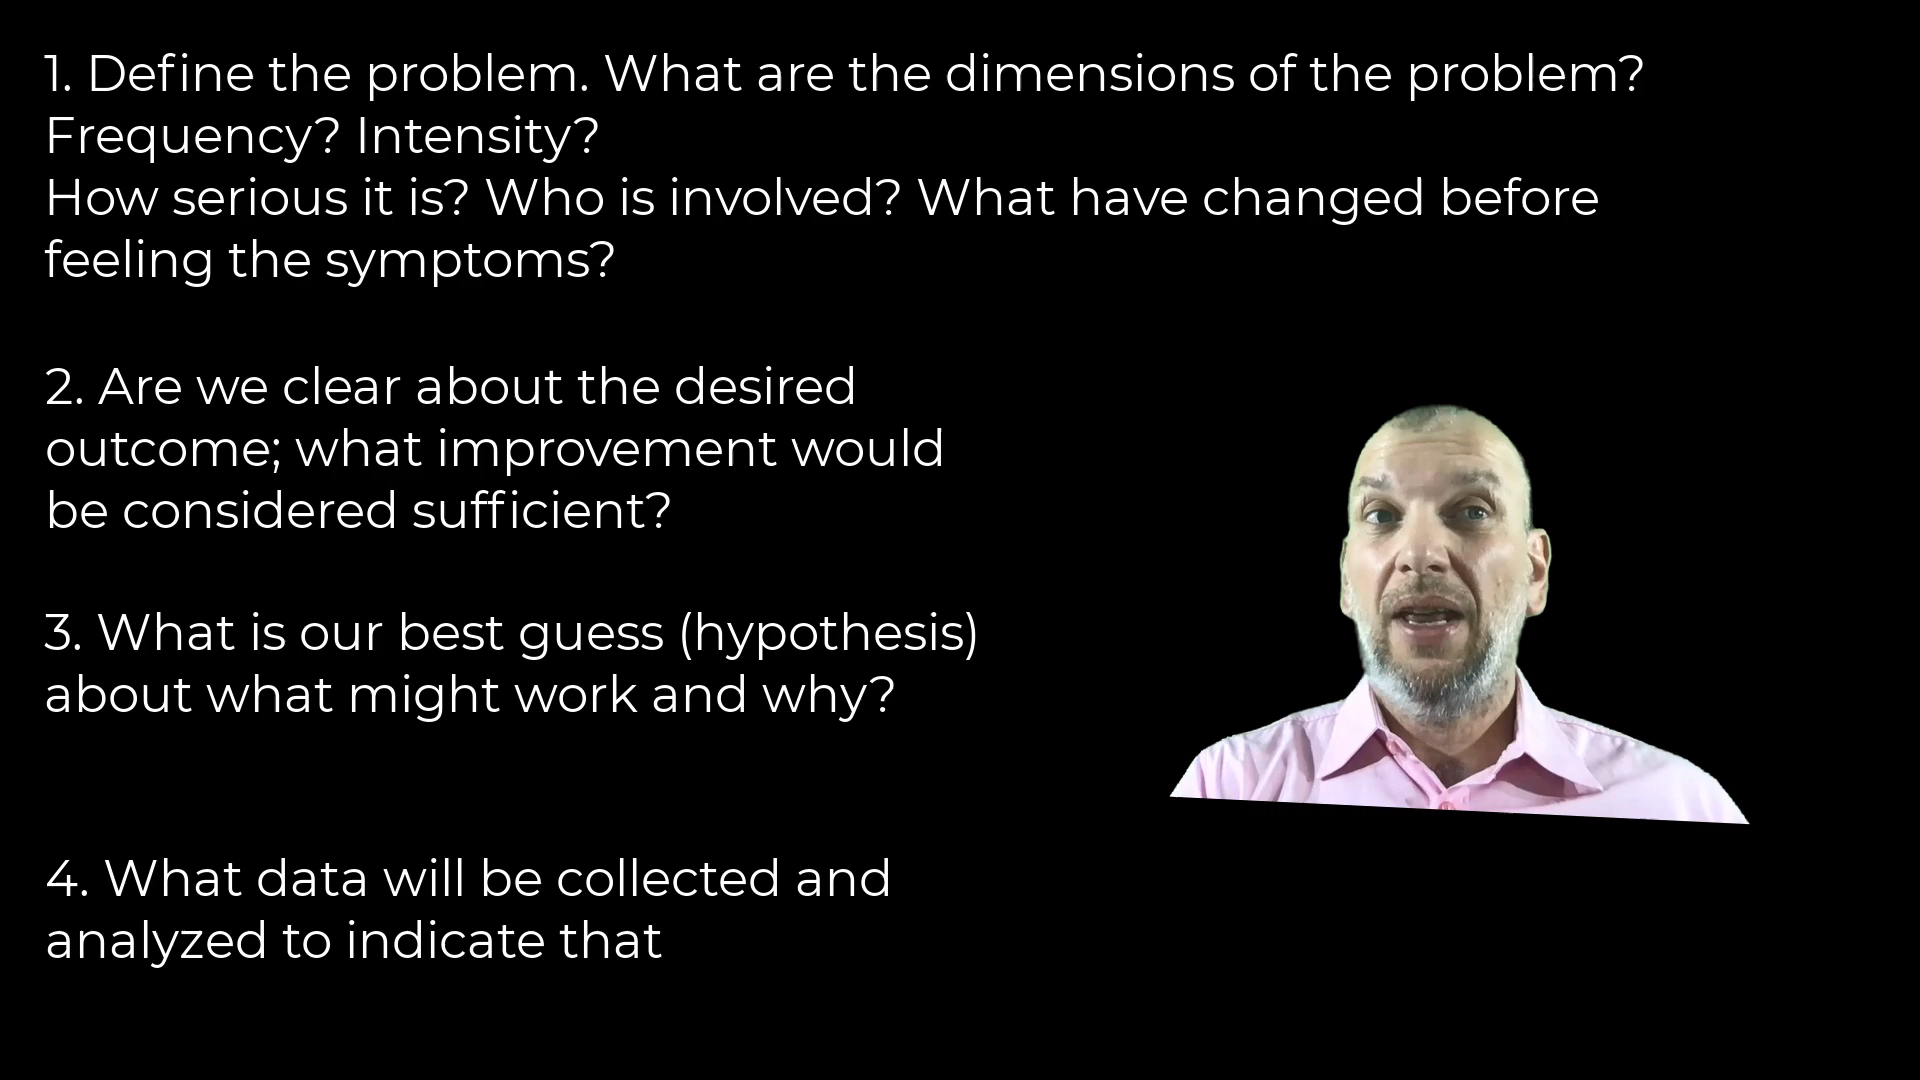 1. Define the problem. What are the dimensions of the problem?
Frequency? Intensity?
How serious it is? Who is involved? What have changed before
feeling the symptoms?
2. Are we clear about the desired
outcome; what improvement would
be considered sufficient?
3. What is our best guess (hypothesis)
about what might work and why?
4. What data will be collected and
analyzed to indicate that